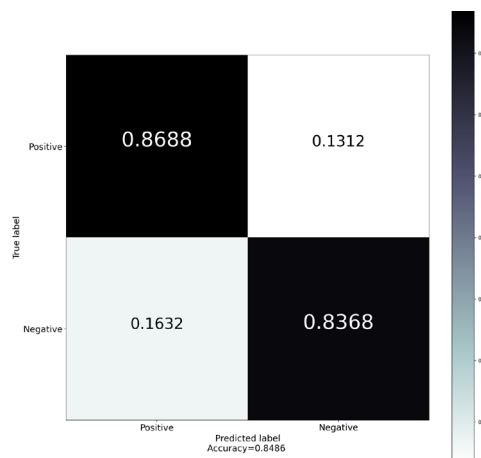 Positive
0.8688
0.1312
True label
Negative
0.1632
0.8368
Positive
Negative
Predicted label
Accuracy=0.8486